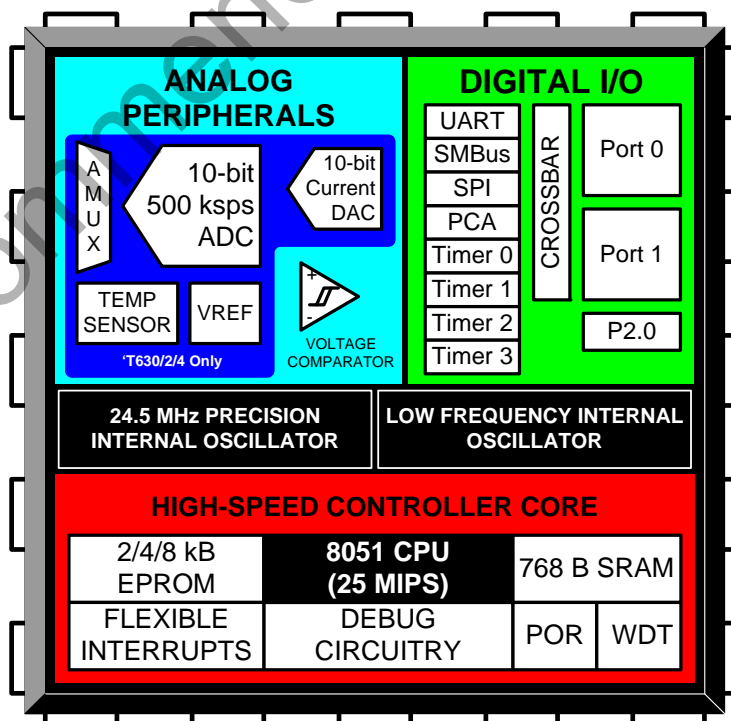 ANALOG
PERIPHERALS
A
M
U
X
10-bit
500 ksps
ADC
10-bit
Current
DAC
TEMP
SENSOR
VREF
+
-
VOLTAGE
COMPARATOR
'T630/2/4 Only
DIGITAL I/O
UART
SMBus
SPI
PCA
Timer 0
Timer 1
Timer 2
Timer 3
CROSSBAR
Port 0
Port 1
P2.0
24.5 MHz PRECISION
INTERNAL OSCILLATOR
LOW FREQUENCY INTERNAL
OSCILLATOR
HIGH-SPEED CONTROLLER CORE
2/4/8 kB
EPROM
8051 CPU
(25 MIPS)
768 B SRAM
FLEXIBLE
INTERRUPTS
DEBUG
CIRCUITRY
POR
WDT